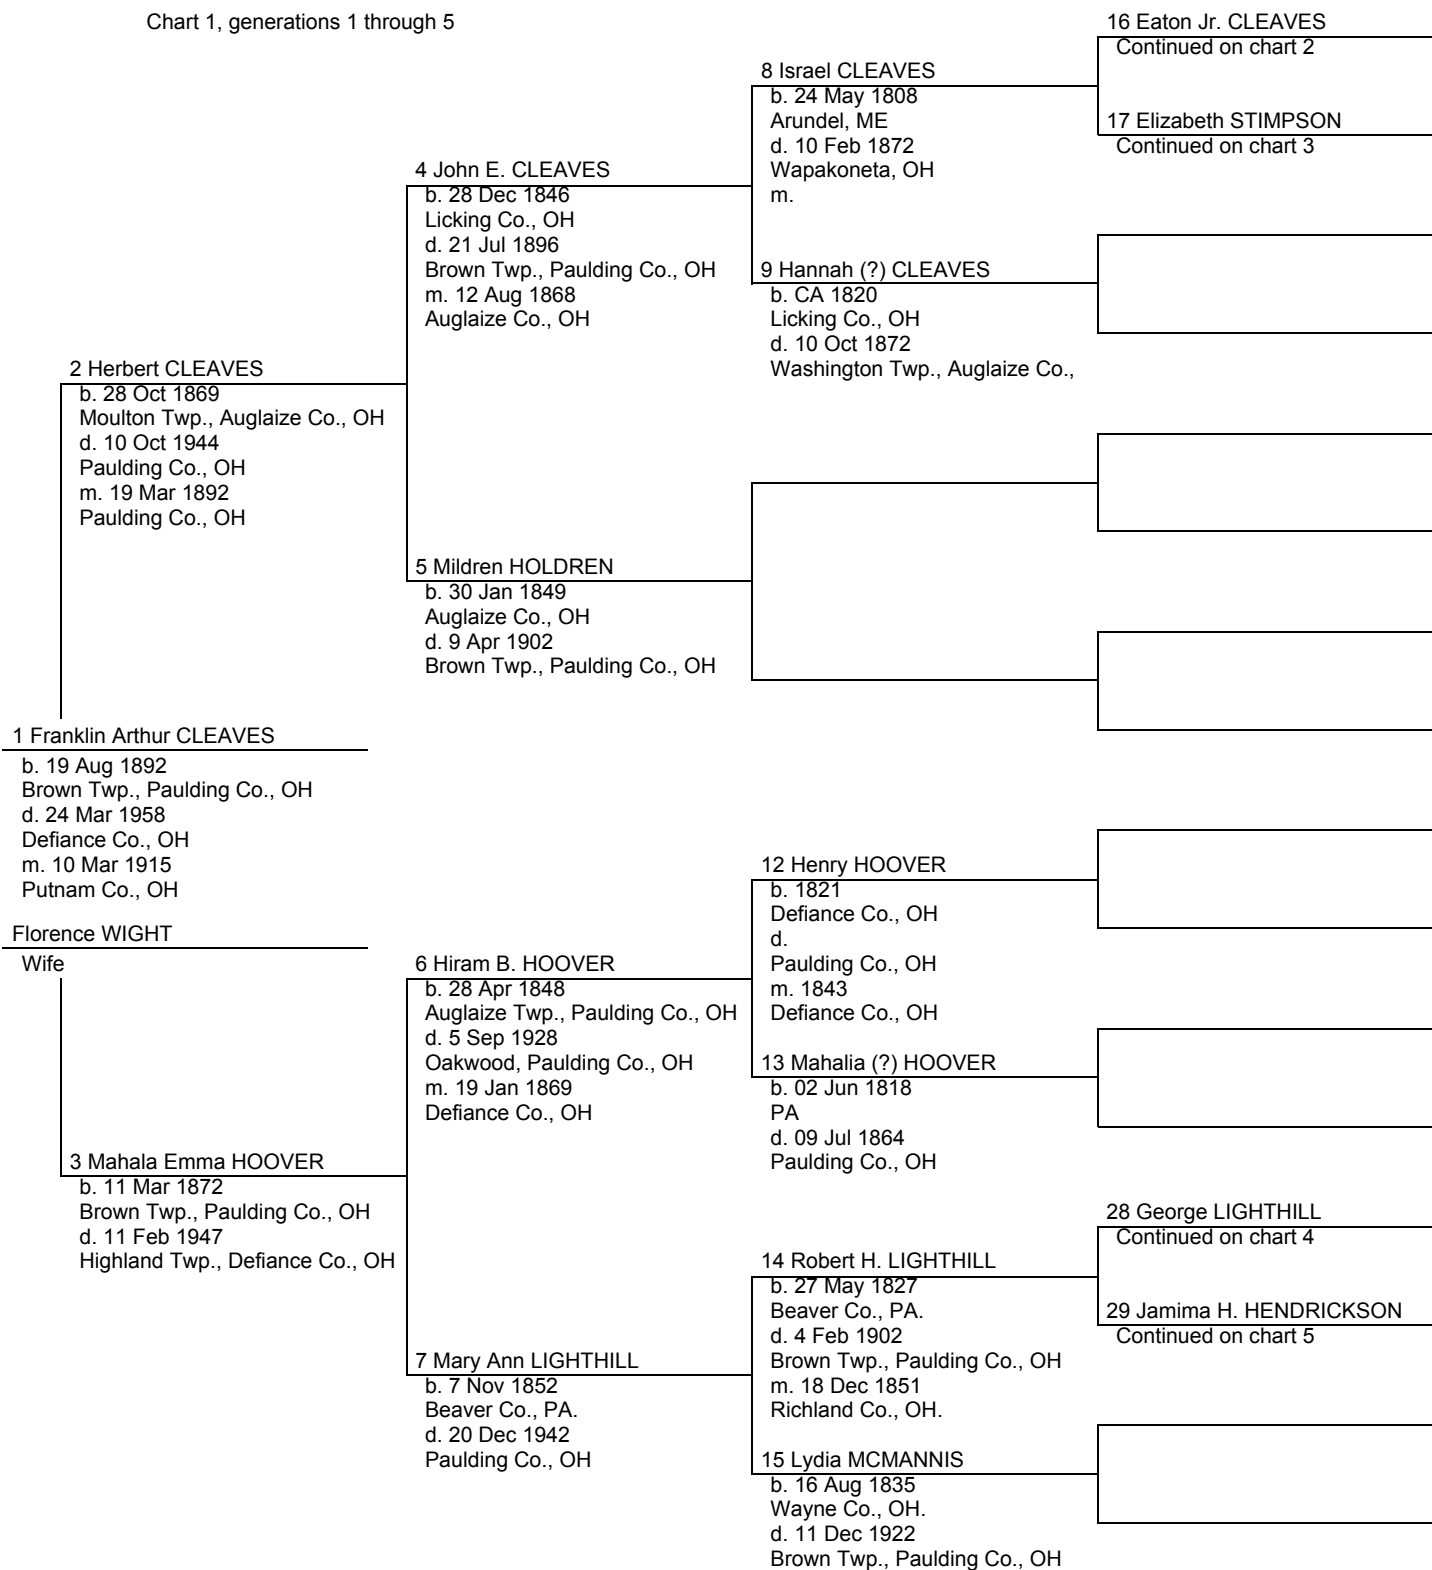 Chart 1, generations 1 through 5
16 Eaton Jr. CLEAVES
Continued on chart 2
8 Israel CLEAVES
b. 24 May 1808
Arundel, ME
d. 10 Feb 1872
Wapakoneta, OH
m.
17 Elizabeth STIMPSON
Continued on chart 3
4 John E. CLEAVES
b. 28 Dec 1846
Licking Co., OH
d. 21 Jul 1896
Brown Twp., Paulding Co., OH
m. 12 Aug 1868
Auglaize Co., OH
9 Hannah (?) CLEAVES
b. CA 1820
Licking Co., OH
d. 10 Oct 1872
Washington Twp., Auglaize Co.,
2 Herbert CLEAVES
b. 28 Oct 1869
Moulton Twp., Auglaize Co., OH
d. 10 Oct 1944
Paulding Co., OH
m. 19 Mar 1892
Paulding Co., OH
5 Mildren HOLDREN
b. 30 Jan 1849
Auglaize Co., OH
d. 9 Apr 1902
Brown Twp., Paulding Co., OH
1 Franklin Arthur CLEAVES
b. 19 Aug 1892
Brown Twp., Paulding Co., OH
d. 24 Mar 1958
Defiance Co., OH
m. 10 Mar 1915
Putnam Co., OH
Florence WIGHT
Wife
12 Henry HOOVER
b. 1821
Defiance Co., OH
d.
Paulding Co., OH
m. 1843
Defiance Co., OH
6 Hiram B. HOOVER
b. 28 Apr 1848
Auglaize Twp., Paulding Co., OH
d. 5 Sep 1928
Oakwood, Paulding Co., OH
m. 19 Jan 1869
Defiance Co., OH
13 Mahalia (?) HOOVER
b. 02 Jun 1818
PA
d. 09 Jul 1864
Paulding Co., OH
3 Mahala Emma HOOVER
b. 11 Mar 1872
Brown Twp., Paulding Co., OH
d. 11 Feb 1947
Highland Twp., Defiance Co., OH
28 George LIGHTHILL
Continued on chart 4
14 Robert H. LIGHTHILL
b. 27 May 1827
Beaver Co., PA.
d. 4 Feb 1902
Brown Twp., Paulding Co., OH
m. 18 Dec 1851
Richland Co., OH.
29 Jamima H. HENDRICKSON
Continued on chart 5
7 Mary Ann LIGHTHILL
b. 7 Nov 1852
Beaver Co., PA.
d. 20 Dec 1942
Paulding Co., OH
15 Lydia MCMANNIS
b. 16 Aug 1835
Wayne Co., OH.
d. 11 Dec 1922
Brown Twp., Paulding Co., OH